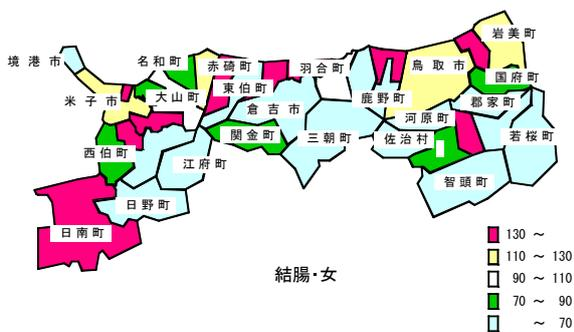 岩美町
境港市
名和町
赤碕町
羽合町
鳥取市
東伯町
国府町
米子市
大山町
倉吉市
鹿野町
郡家町
河原町
関金町
三朝町
佐治村
若桜町
西伯町
江府町
智頭町
日野町
日南町
結腸・女
130 ～
110 ～ 130
90 ～ 110
70 ～ 90
～ 70